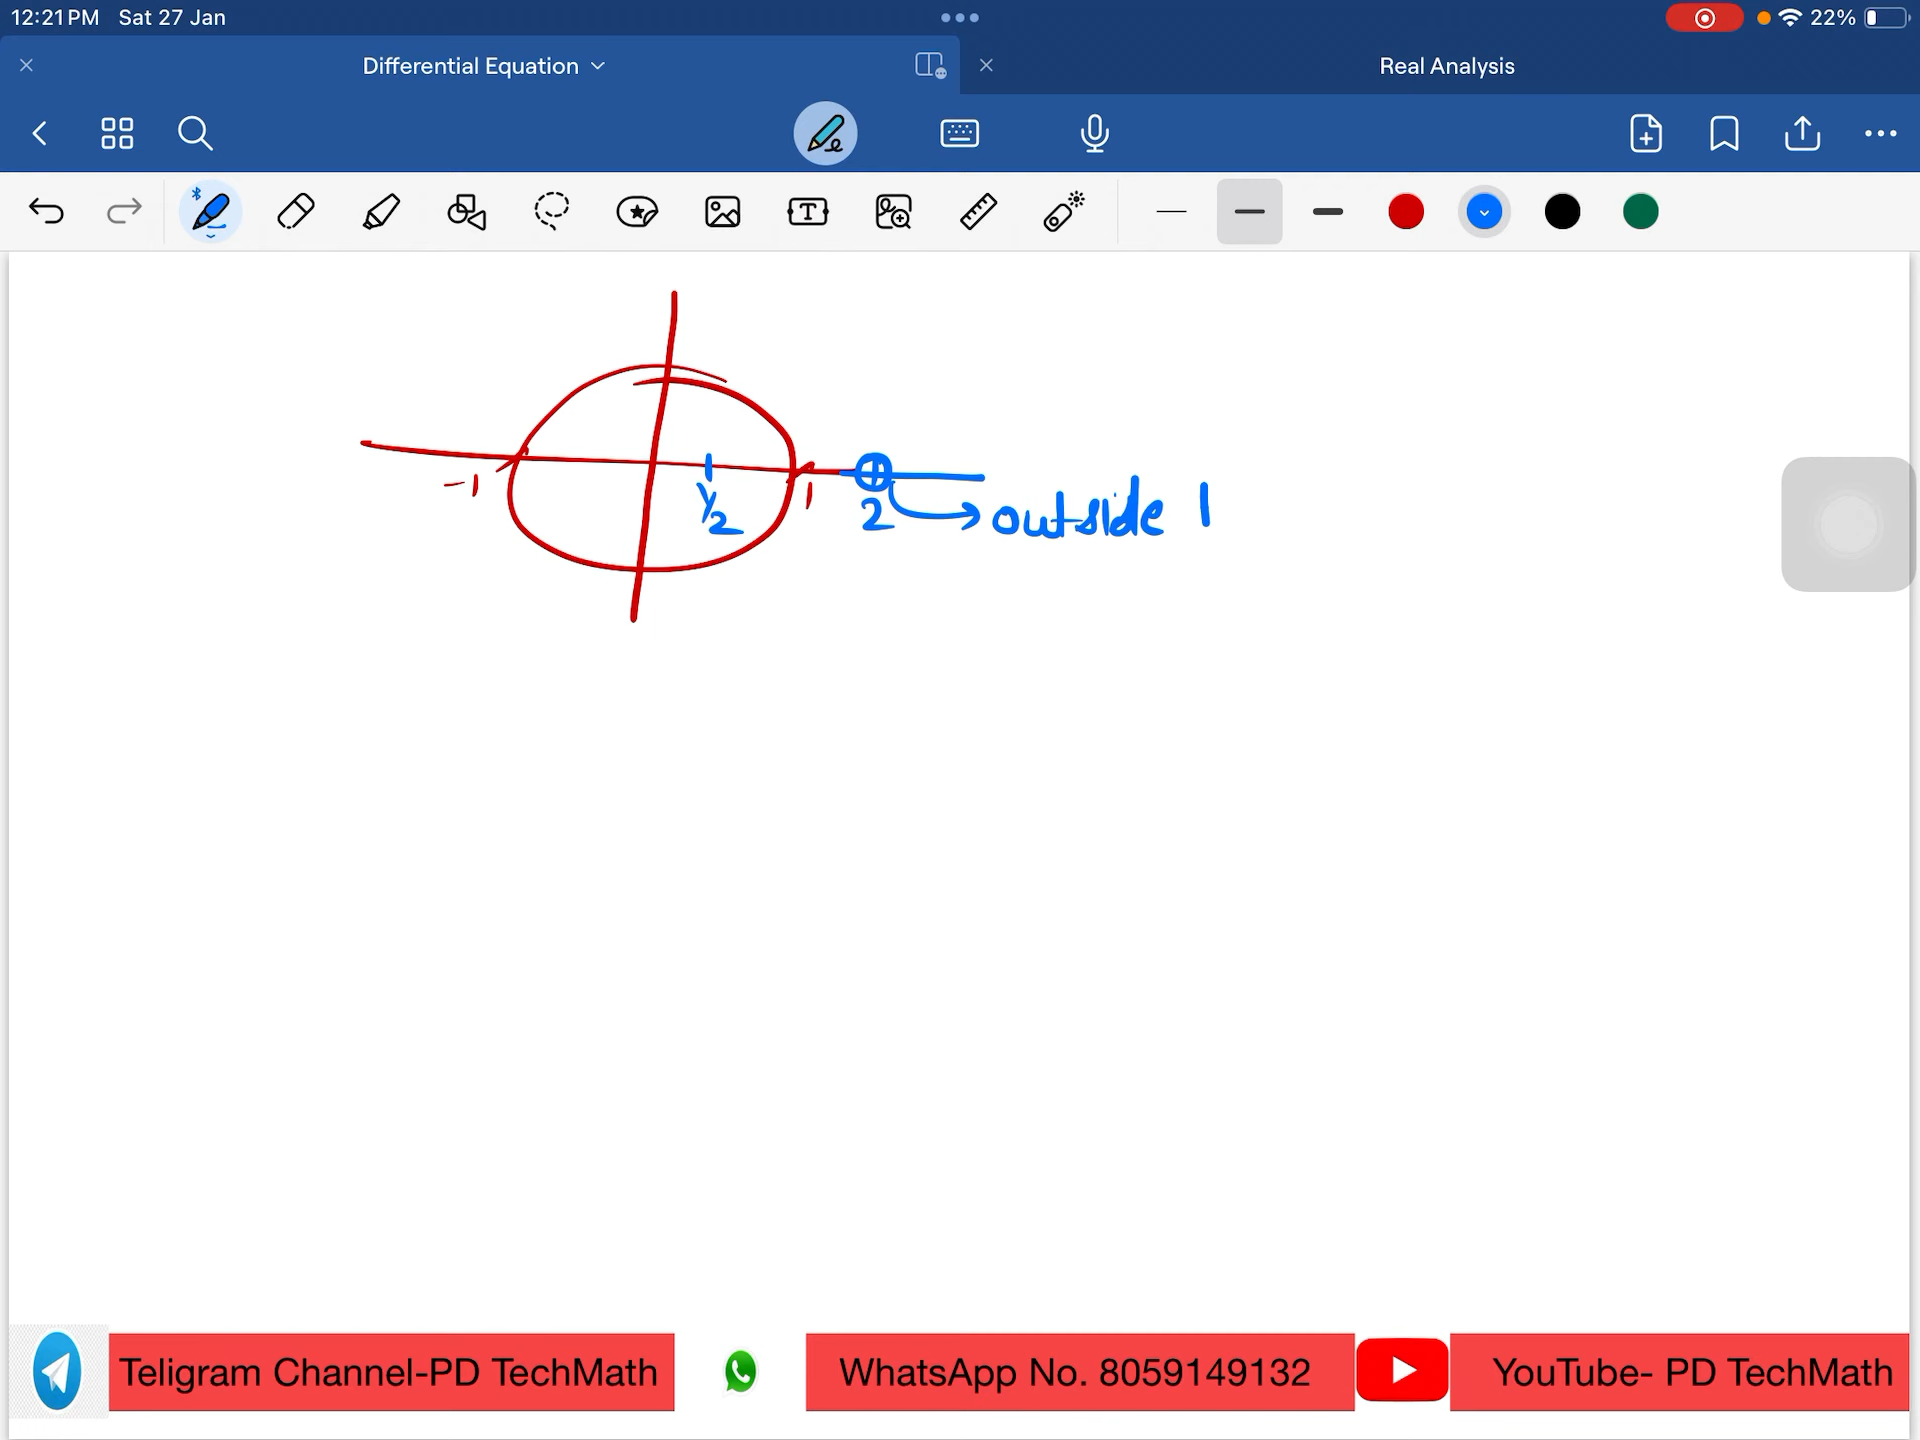 12:21 PM Sat 27 Jan
22%
Differential Equation
Real Analysis
-1
1/2
1
2
outside 1
Teligram Channel-PD TechMath
WhatsApp No. 8059149132
YouTube- PD TechMath